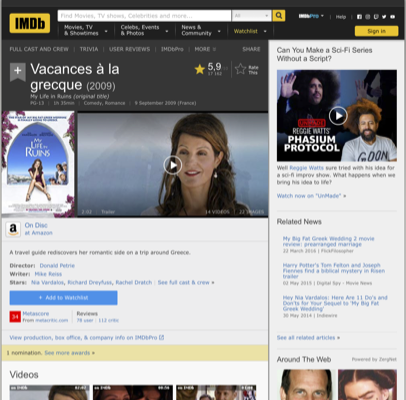 IMDb
Find Movies, TV shows, Celebrities and more...
All
IMDbPro
Help
Movies, TV
& Showtimes
Celebs, Events
& Photos
News &
Community
Watchlist
Sign in
FULL CAST AND CREW | TRIVIA | USER REVIEWS | IMDbPro | MORE
SHARE
Vacances à la
grecque (2009)
My Life in Ruins (original title)
PG-13 | 1h 35min | Comedy, Romance | 9 September 2009 (France)
5,9
Rate
This
My
Life in
RUINS
2:03 | Trailer
14 VIDEOS
22 IMAGES
On Disc
at Amazon
A travel guide rediscovers her romantic side on a trip around Greece.
Director: Donald Petrie
Writer: Mike Reiss
Stars: Nia Vardalos, Richard Dreyfuss, Rachel Dratch | See full cast & crew »
+ Add to Watchlist
34
Metascore
From metacritic.com
Reviews
78 user | 112 critic
View production, box office, & company info on IMDbPro
1 nomination. See more awards »
Videos
Can You Make a Sci-Fi Series
Without a Script?
REGGIE WATTS'
PHASIUM
PROTOCOL
Well Reggie Watts sure tried with his idea for
a sci-fi improv show. What happens when we
bring his idea to life?
Watch now on "UnMade" »
Related News
My Big Fat Greek Wedding 2 movie
review: prearranged marriage
22 March 2016 | FlickFilosopher
Harry Potter's Tom Felton and Joseph
Fiennes find a biblical mystery in Risen
trailer
02 May 2015 | Digital Spy - Movie News
Hey Nia Vardalos: Here Are 11 Do's and
Don'ts for Your Sequel to 'My Big Fat
Greek Wedding'
30 May 2014 | Indiewire
See all related articles »
Around The Web
Powered by ZergNet